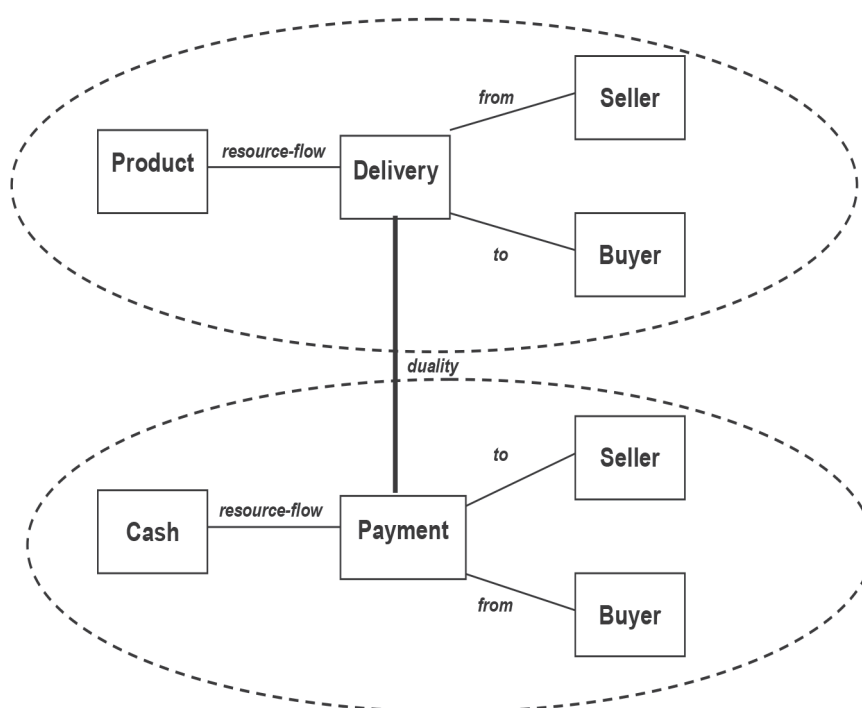 from
Seller
Product
resource-flow
Delivery
to
Buyer
duality
to
Seller
Cash
resource-flow
Payment
from
Buyer